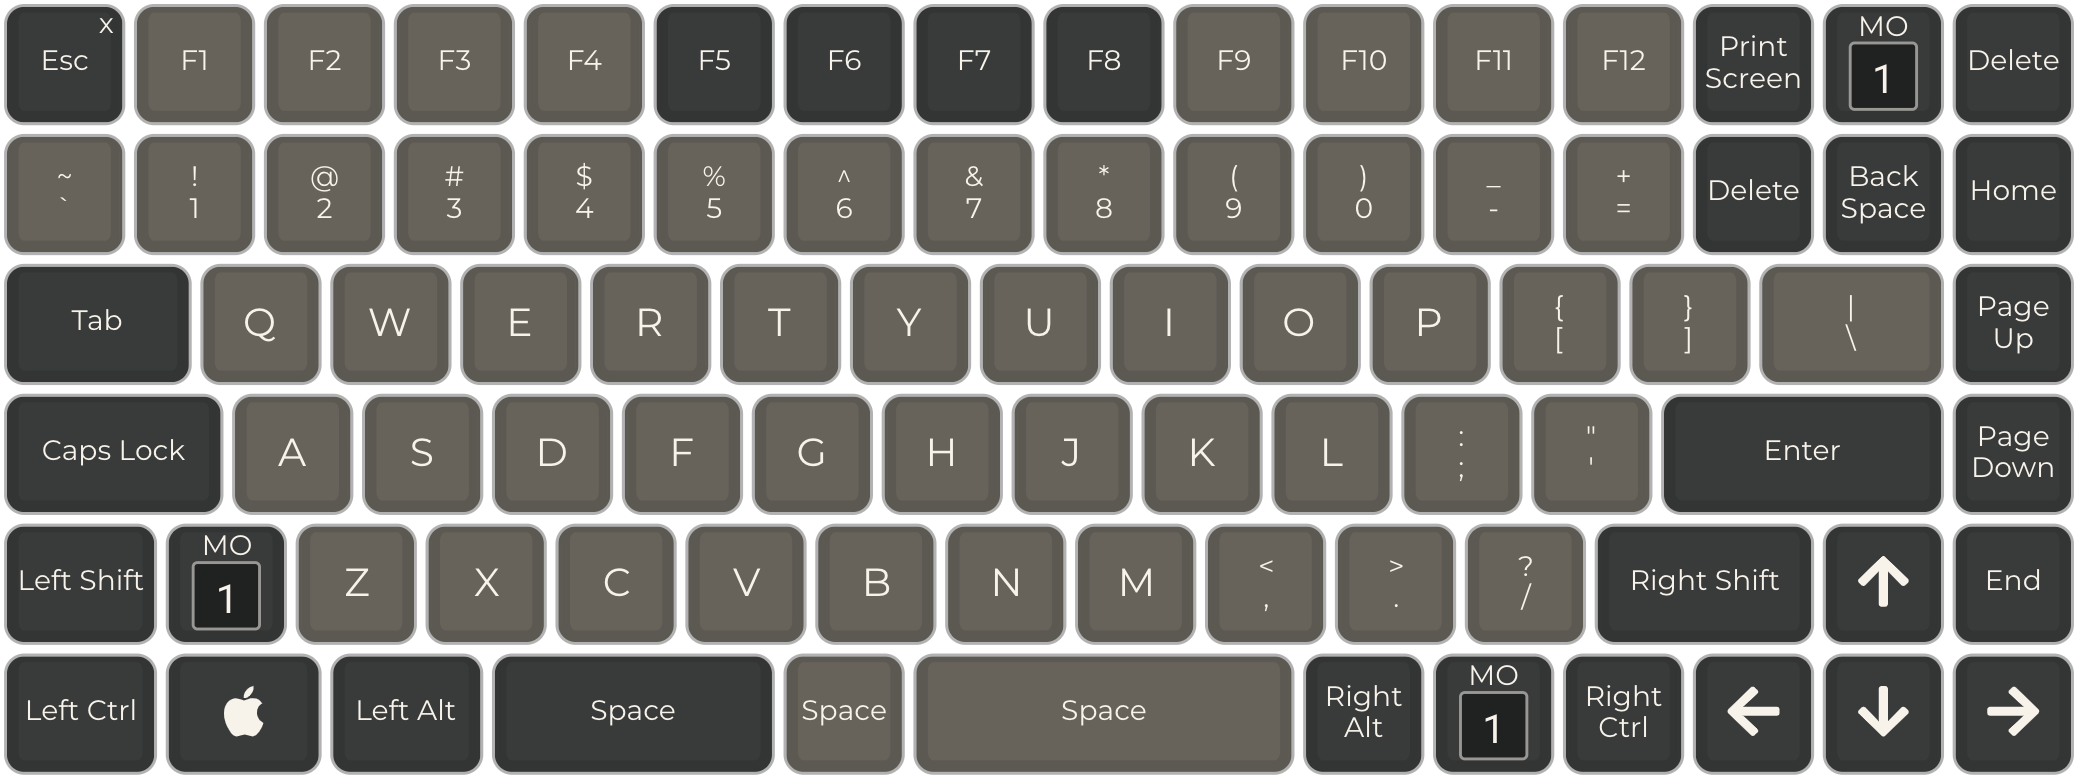 Esc X F1 F2 F3 F4 F5 F6 F7 F8 F9 F10 F11 F12 Print Screen MO 1 Delete
~ ! @ # $ % ^ & * ( ) _ + Delete Back Space Home
` 1 2 3 4 5 6 7 8 9 0 - =
Tab Q W E R T Y U I O P { } | Page Up
[ ] \
Caps Lock A S D F G H J K L : " Enter Page Down
; '
Left Shift MO 1 Z X C V B N M < > ? Right Shift ↑ End
, . /
Left Ctrl Left Alt Space Space Space Right Alt MO 1 Right Ctrl ← ↓ →